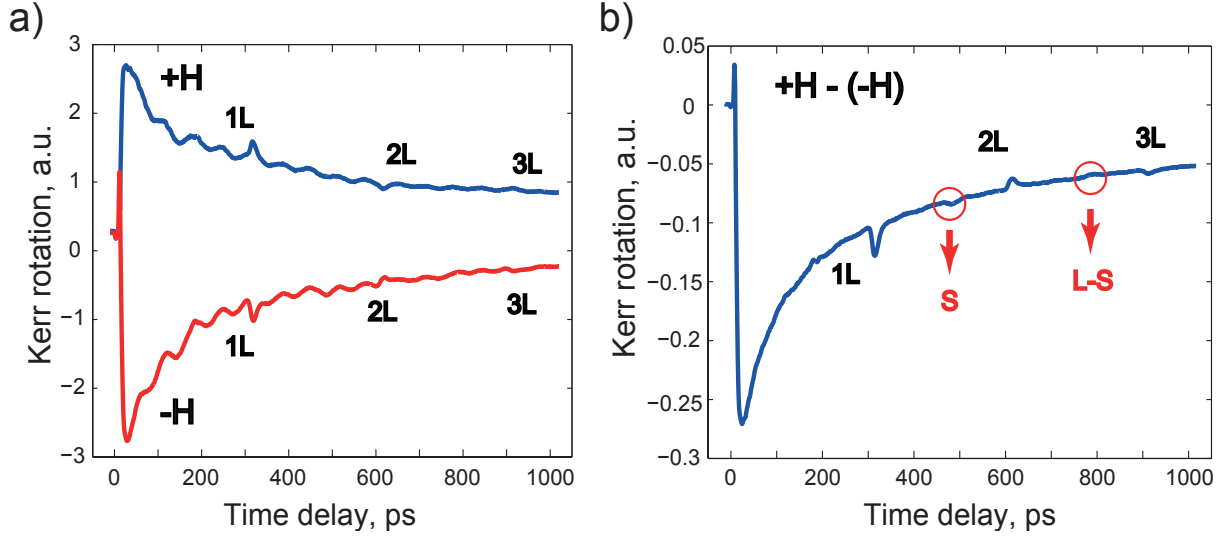 a)
3
2
1
0
−1
−2
−3
Kerr rotation, a.u.
+H
1L
2L
3L
1L
2L
3L
-H
0 200 400 600 800 1000
Time delay, ps
b)
0.05
0
−0.05
−0.1
−0.15
−0.2
−0.25
−0.3
Kerr rotation, a.u.
+H - (-H)
2L
3L
1L
S
L-S
0 200 400 600 800 1000
Time delay, ps